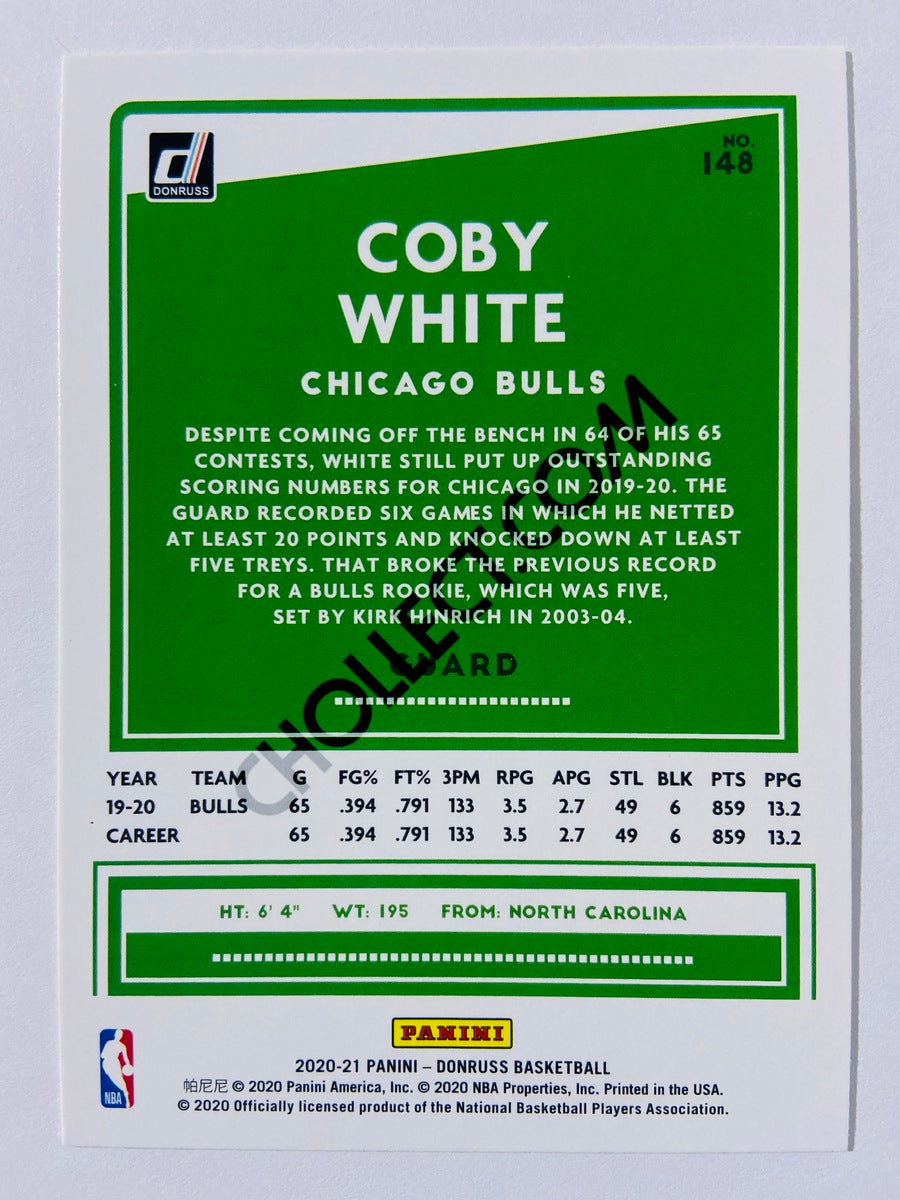 DONRUSS
NO.
148
COBY
WHITE
CHICAGO BULLS
DESPITE COMING OFF THE BENCH IN 64 OF HIS 65
CONTESTS, WHITE STILL PUT UP OUTSTANDING
SCORING NUMBERS FOR CHICAGO IN 2019-20. THE
GUARD RECORDED SIX GAMES IN WHICH HE NETTED
AT LEAST 20 POINTS AND KNOCKED DOWN AT LEAST
FIVE TREYS. THAT BROKE THE PREVIOUS RECORD
FOR A BULLS ROOKIE, WHICH WAS FIVE,
SET BY KIRK HINRICH IN 2003-04.
GUARD
CHOLLECT.COM
YEAR TEAM G FG% FT% 3PM RPG APG STL BLK PTS PPG
19-20 BULLS 65 .394 .791 133 3.5 2.7 49 6 859 13.2
CAREER 65 .394 .791 133 3.5 2.7 49 6 859 13.2
HT: 6' 4" WT: 195 FROM: NORTH CAROLINA
PANINI
NBA
2020-21 PANINI – DONRUSS BASKETBALL
帕尼尼 © 2020 Panini America, Inc. © 2020 NBA Properties, Inc. Printed in the USA.
© 2020 Officially licensed product of the National Basketball Players Association.